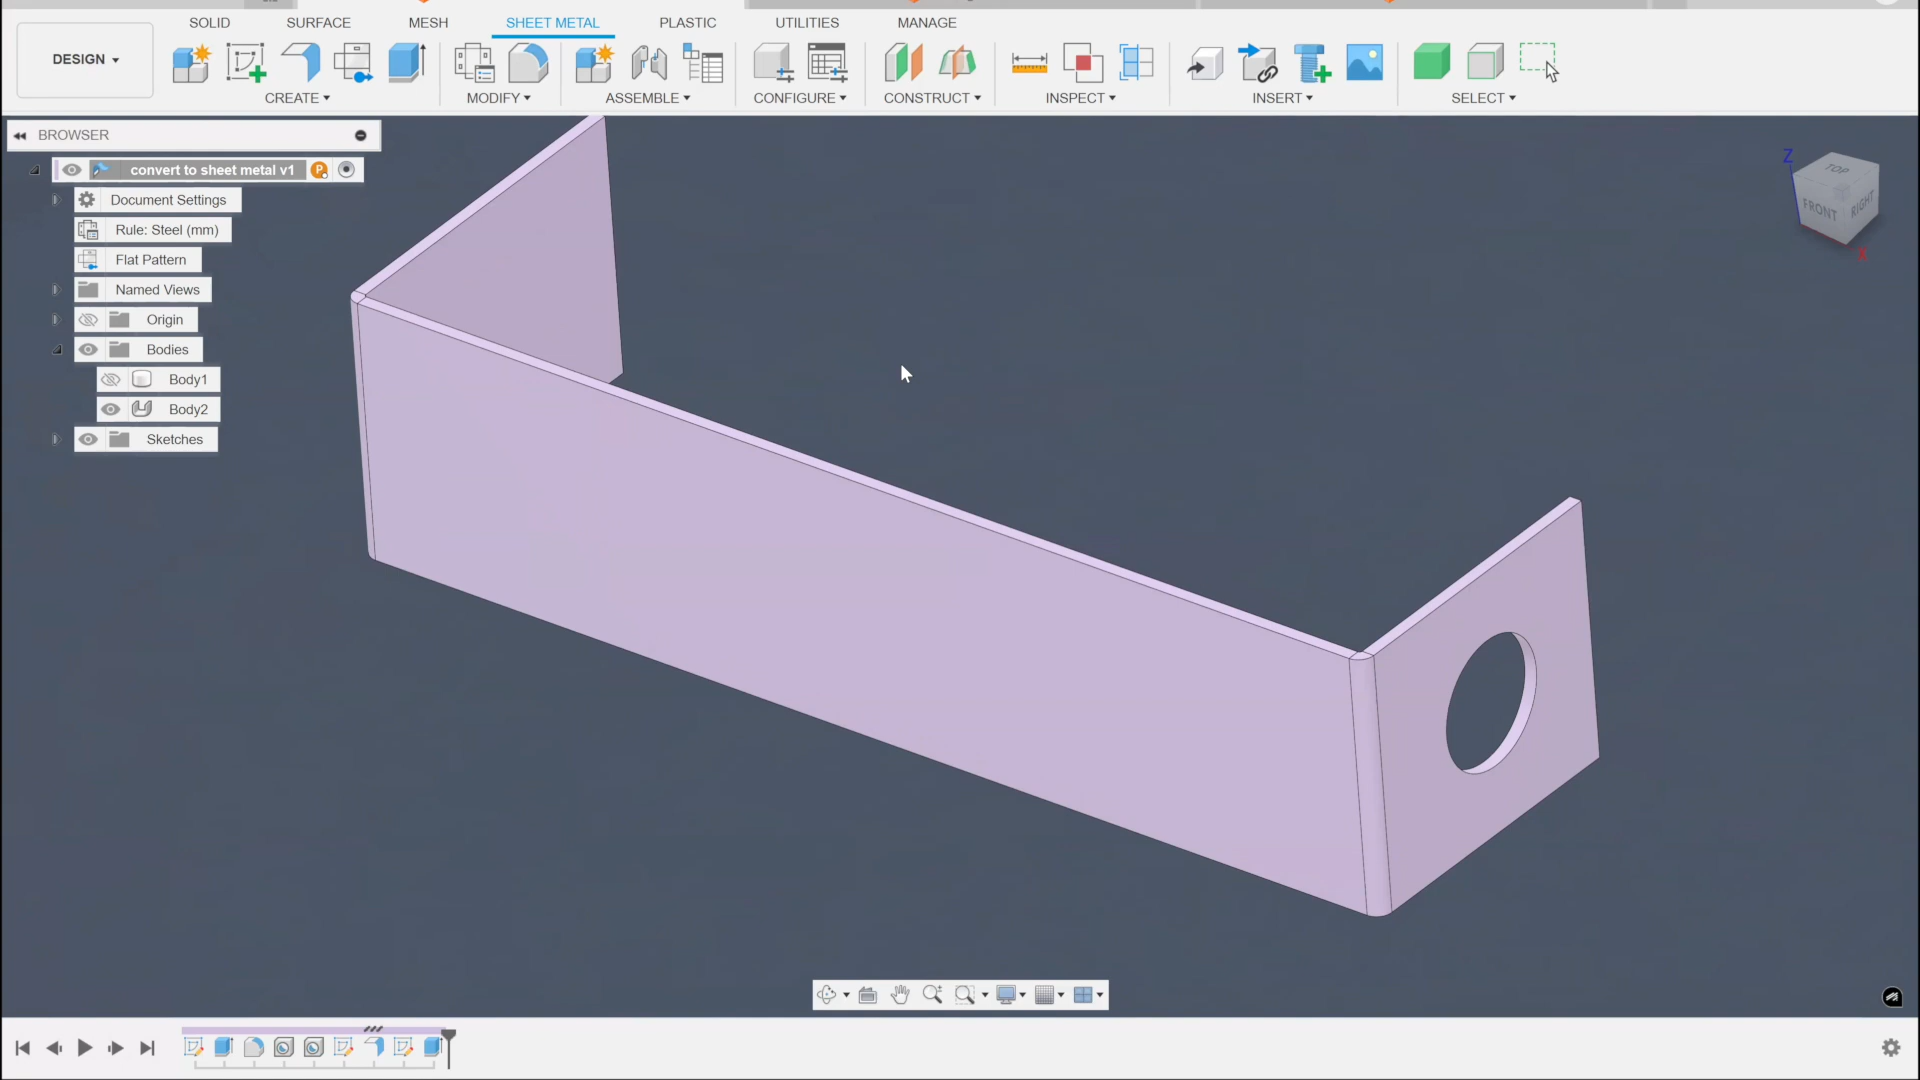 SOLID SURFACE MESH SHEET METAL PLASTIC UTILITIES MANAGE
DESIGN
CREATE MODIFY ASSEMBLE CONFIGURE CONSTRUCT INSPECT INSERT SELECT
BROWSER
convert to sheet metal v1
P
Document Settings
Rule: Steel (mm)
Flat Pattern
Named Views
Origin
Bodies
Body1
Body2
Sketches
Z
TOP
FRONT RIGHT
X